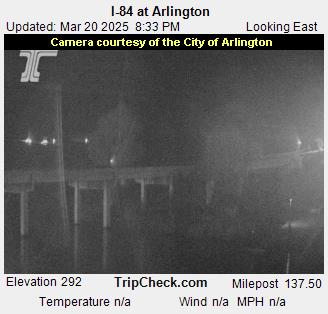 I-84 at Arlington
Updated: Mar 20 2025 8:33 PM Looking East
Camera courtesy of the City of Arlington
Elevation 292 TripCheck.com Milepost 137.50
Temperature n/a Wind n/a MPH n/a